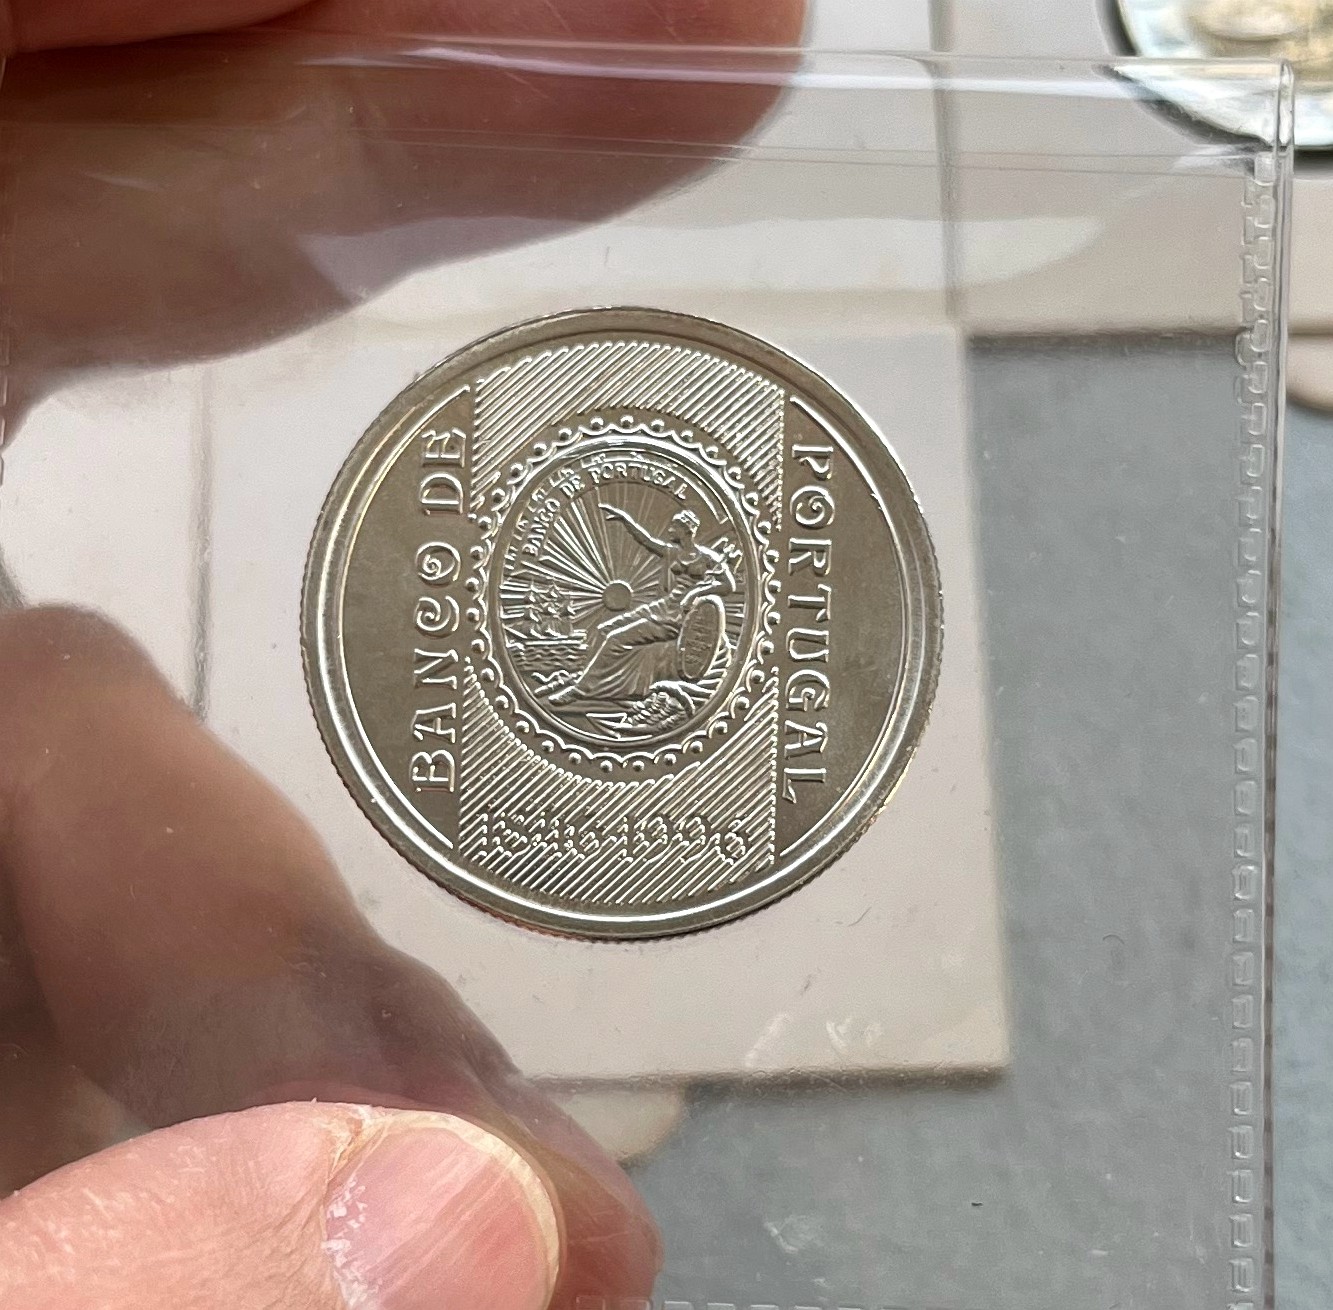 BANCO DE
PORTUGAL
BANCO DE PORTUGAL
1846 1996